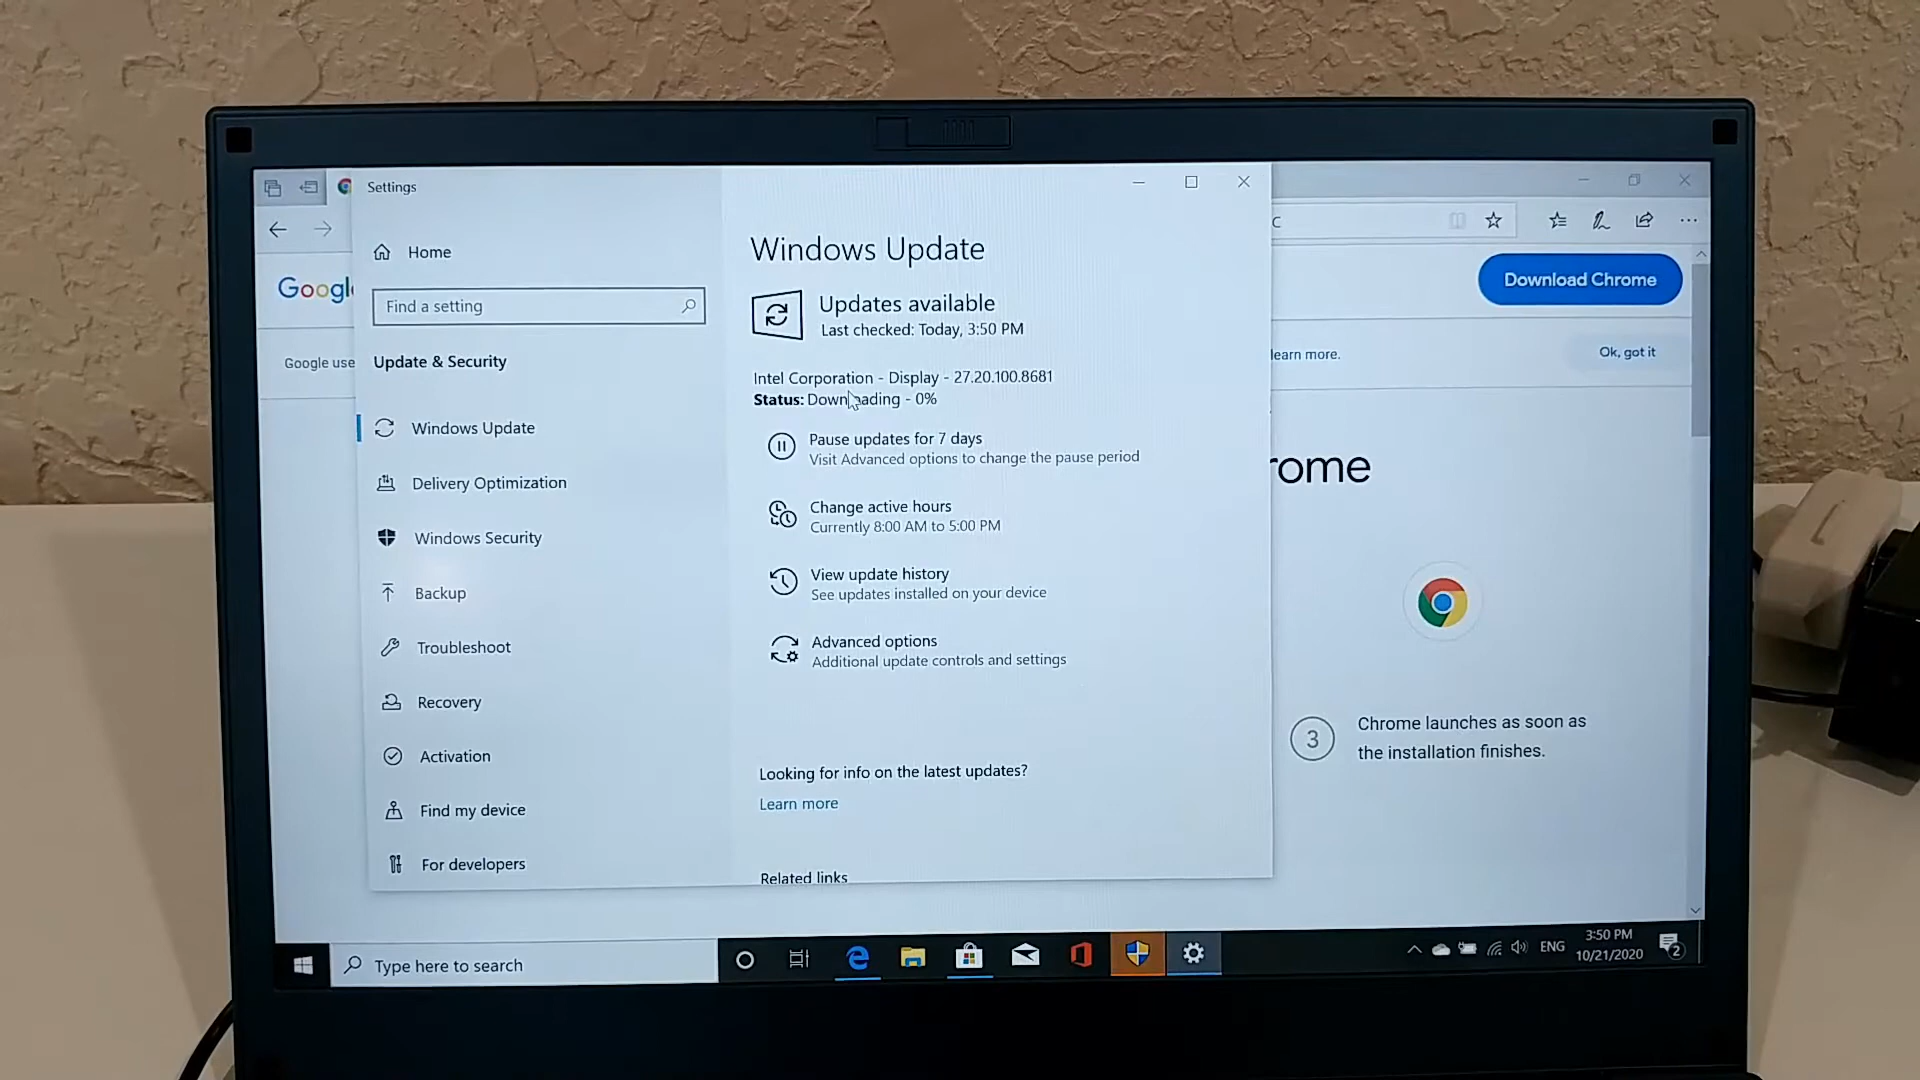 Settings
Home
Find a setting
Update & Security
Windows Update
Delivery Optimization
Windows Security
Backup
Troubleshoot
Recovery
Activation
Find my device
For developers
Windows Update
Updates available
Last checked: Today, 3:50 PM
Intel Corporation - Display - 27.20.100.8681
Status: Downloading - 0%
Pause updates for 7 days
Visit Advanced options to change the pause period
Change active hours
Currently 8:00 AM to 5:00 PM
View update history
See updates installed on your device
Advanced options
Additional update controls and settings
Looking for info on the latest updates?
Learn more
Related links
Googl
Google use
C
Download Chrome
learn more.
Ok, got it
rome
3
Chrome launches as soon as
the installation finishes.
Type here to search
ENG
3:50 PM
10/21/2020
2